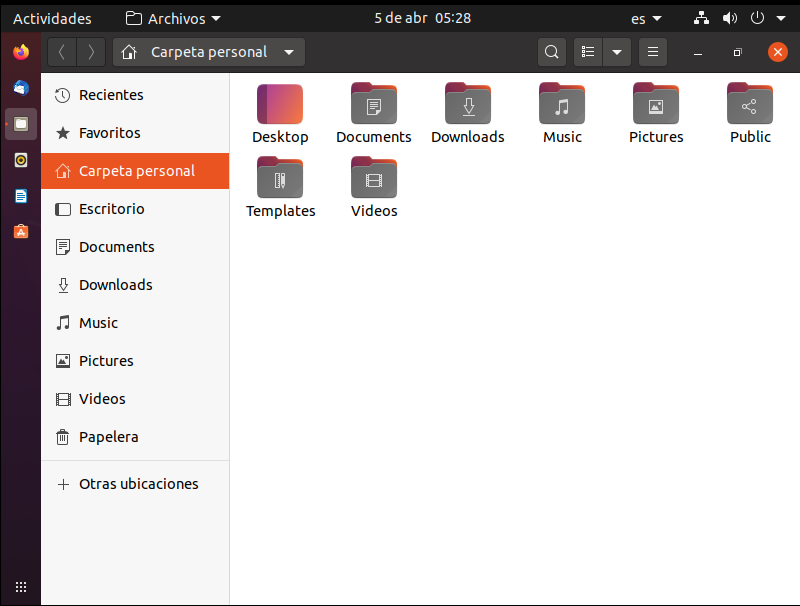 Actividades Archivos 5 de abr 05:28 es
Carpeta personal
Recientes
Favoritos
Carpeta personal
Escritorio
Documents
Downloads
Music
Pictures
Videos
Papelera
Otras ubicaciones
Desktop Documents Downloads Music Pictures Public
Templates Videos